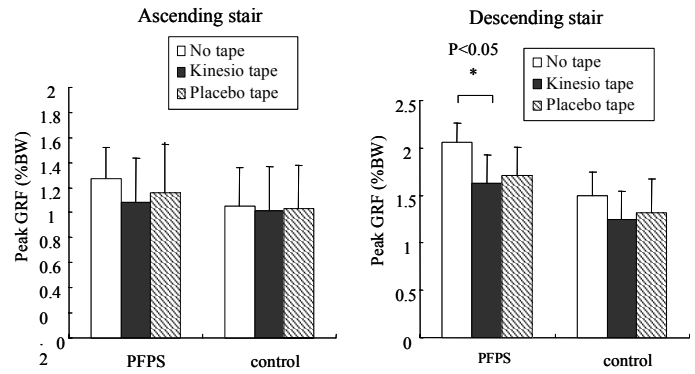 Ascending stair
No tape
Kinesio tape
Placebo tape
Peak GRF (%BW)
2
1.8
1.6
1.4
1.2
1
0.8
0.6
0.4
0.2
0
PFPS
control
Descending stair
P<0.05
*
No tape
Kinesio tape
Placebo tape
Peak GRF (%BW)
2.5
2
1.5
1
0.5
0
PFPS
control